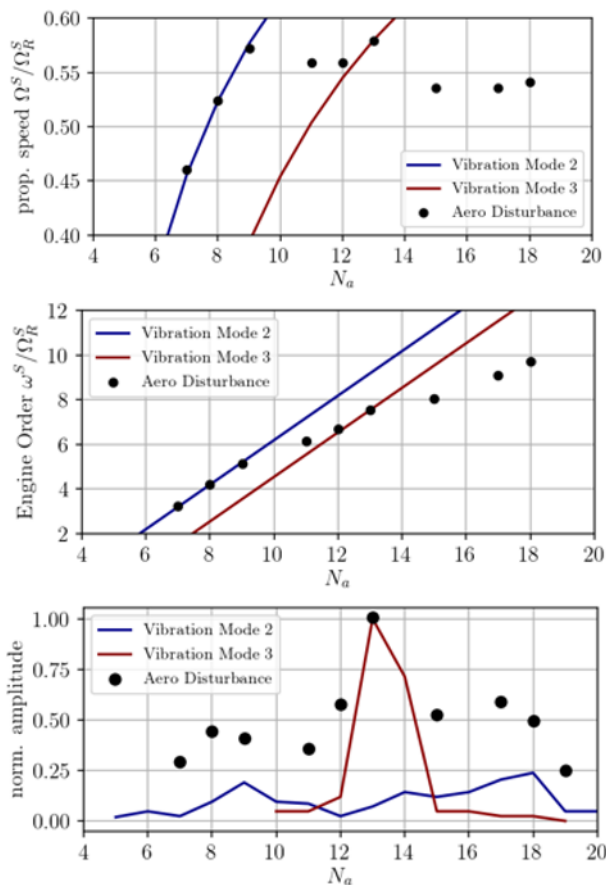 prop. speed Ω^S/Ω_R^S
0.60
0.55
0.50
0.45
0.40
Vibration Mode 2
Vibration Mode 3
Aero Disturbance
4 6 8 10 12 14 16 18 20
N_a
Engine Order ω^S/Ω_R^S
12
10
8
6
4
2
Vibration Mode 2
Vibration Mode 3
Aero Disturbance
4 6 8 10 12 14 16 18 20
N_a
norm. amplitude
1.00
0.75
0.50
0.25
0.00
Vibration Mode 2
Vibration Mode 3
Aero Disturbance
4 6 8 10 12 14 16 18 20
N_a